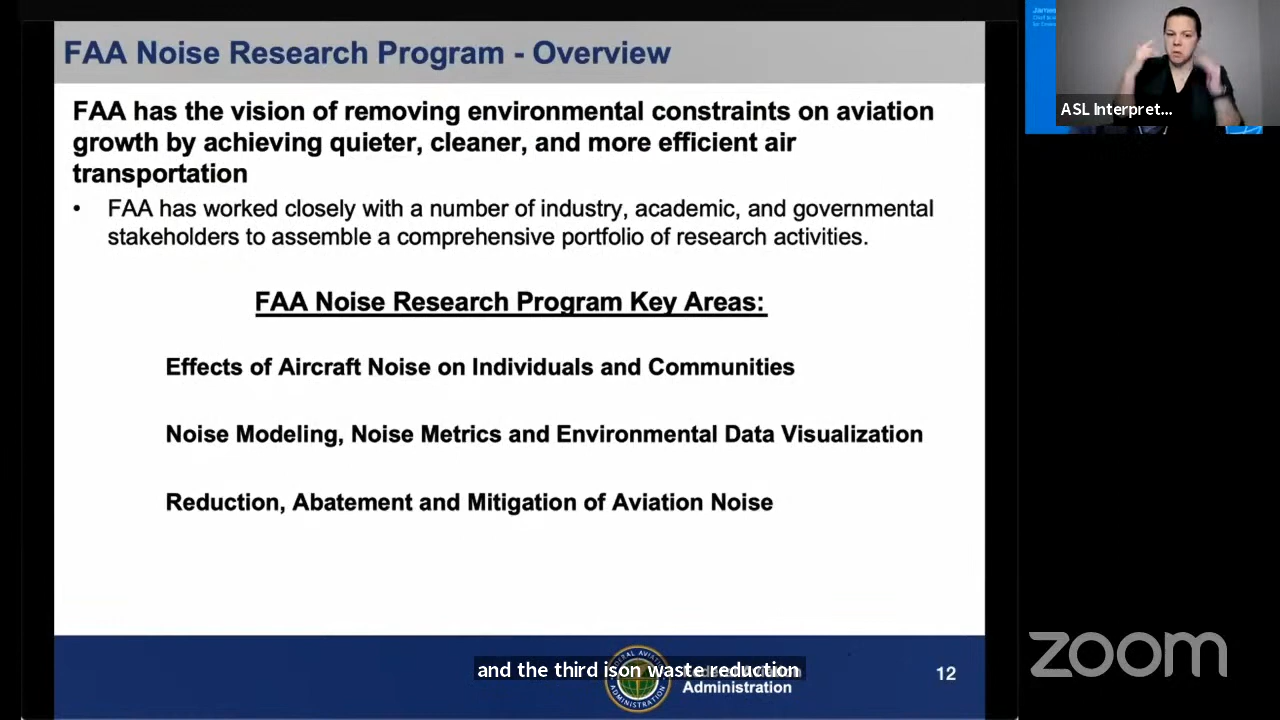 FAA Noise Research Program - Overview
FAA has the vision of removing environmental constraints on aviation
growth by achieving quieter, cleaner, and more efficient air
transportation
• FAA has worked closely with a number of industry, academic, and governmental
stakeholders to assemble a comprehensive portfolio of research activities.
FAA Noise Research Program Key Areas:
Effects of Aircraft Noise on Individuals and Communities
Noise Modeling, Noise Metrics and Environmental Data Visualization
Reduction, Abatement and Mitigation of Aviation Noise
and the third ison waste reduction
Administration
12
James
ASL Interpret...
zoom